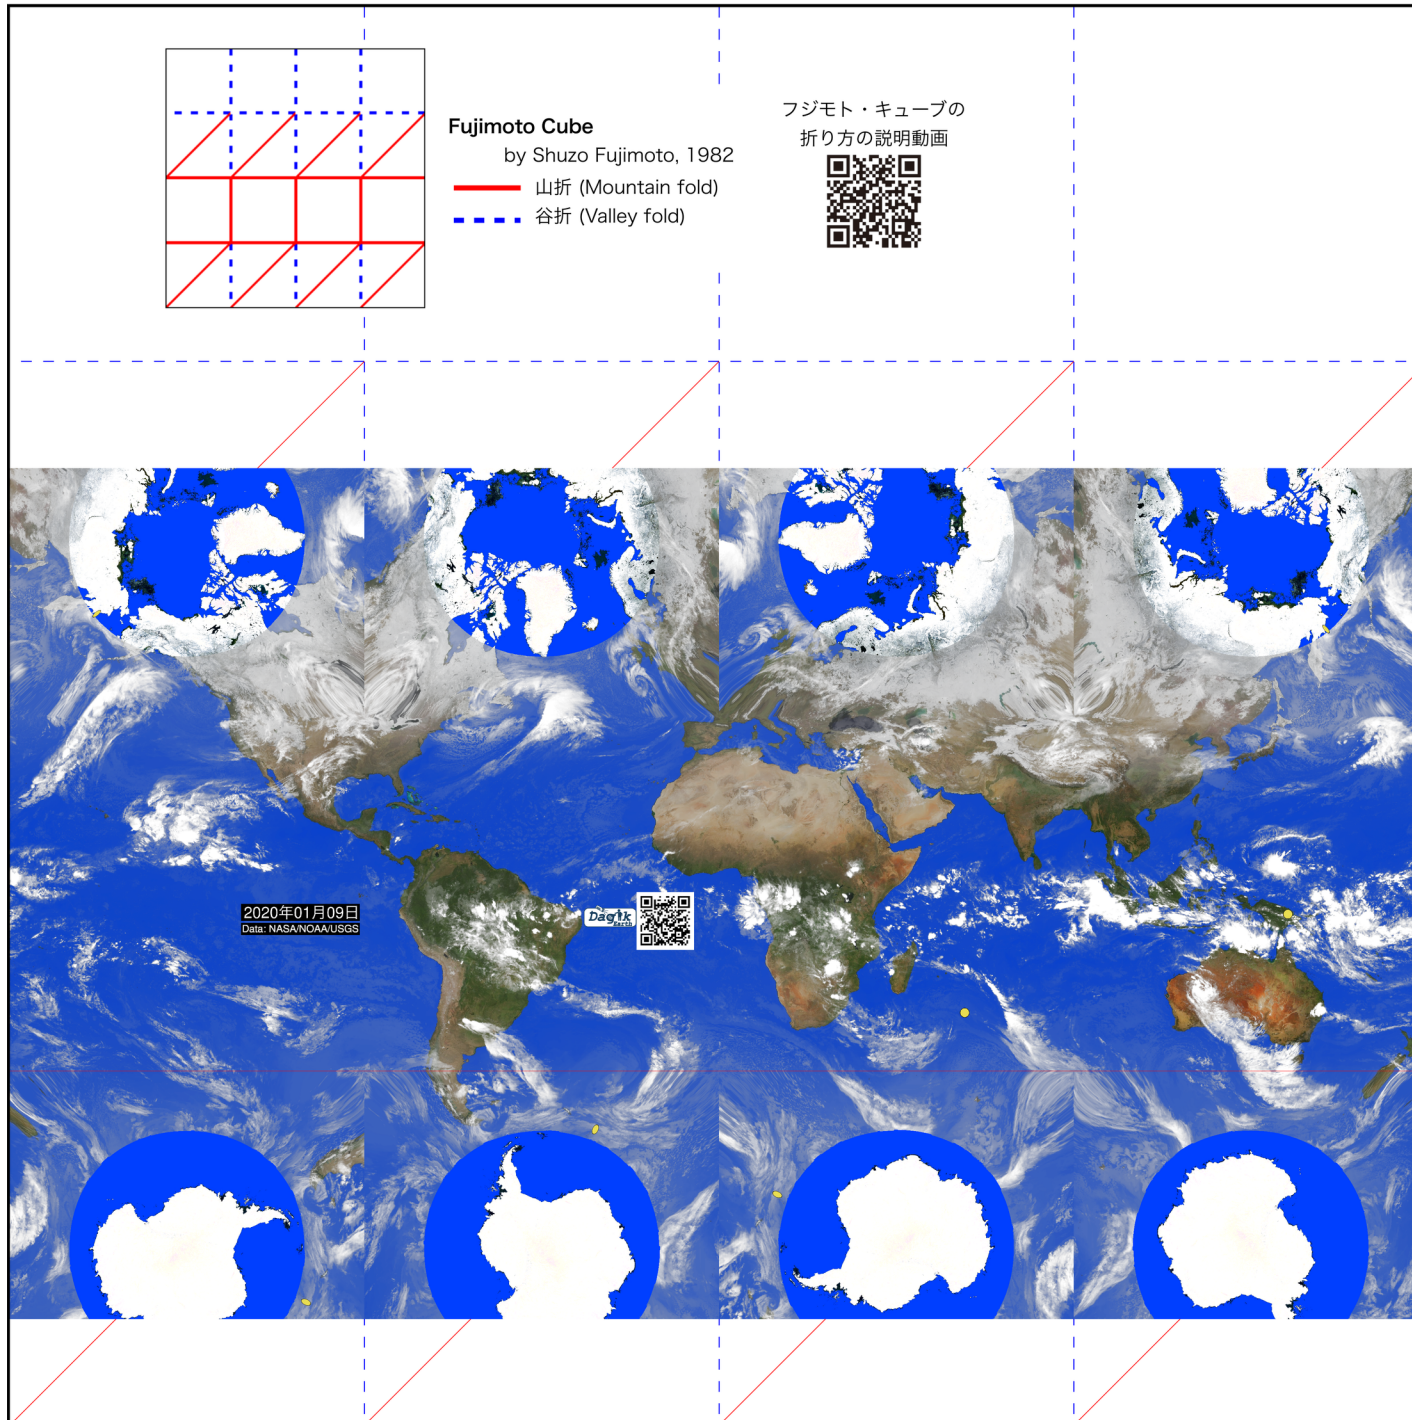 Fujimoto Cube
by Shuzo Fujimoto, 1982
山折 (Mountain fold)
谷折 (Valley fold)
フジモト・キューブの
折り方の説明動画
2020年01月09日
Data: NASA/NOAA/USGS
Dagik
Earth